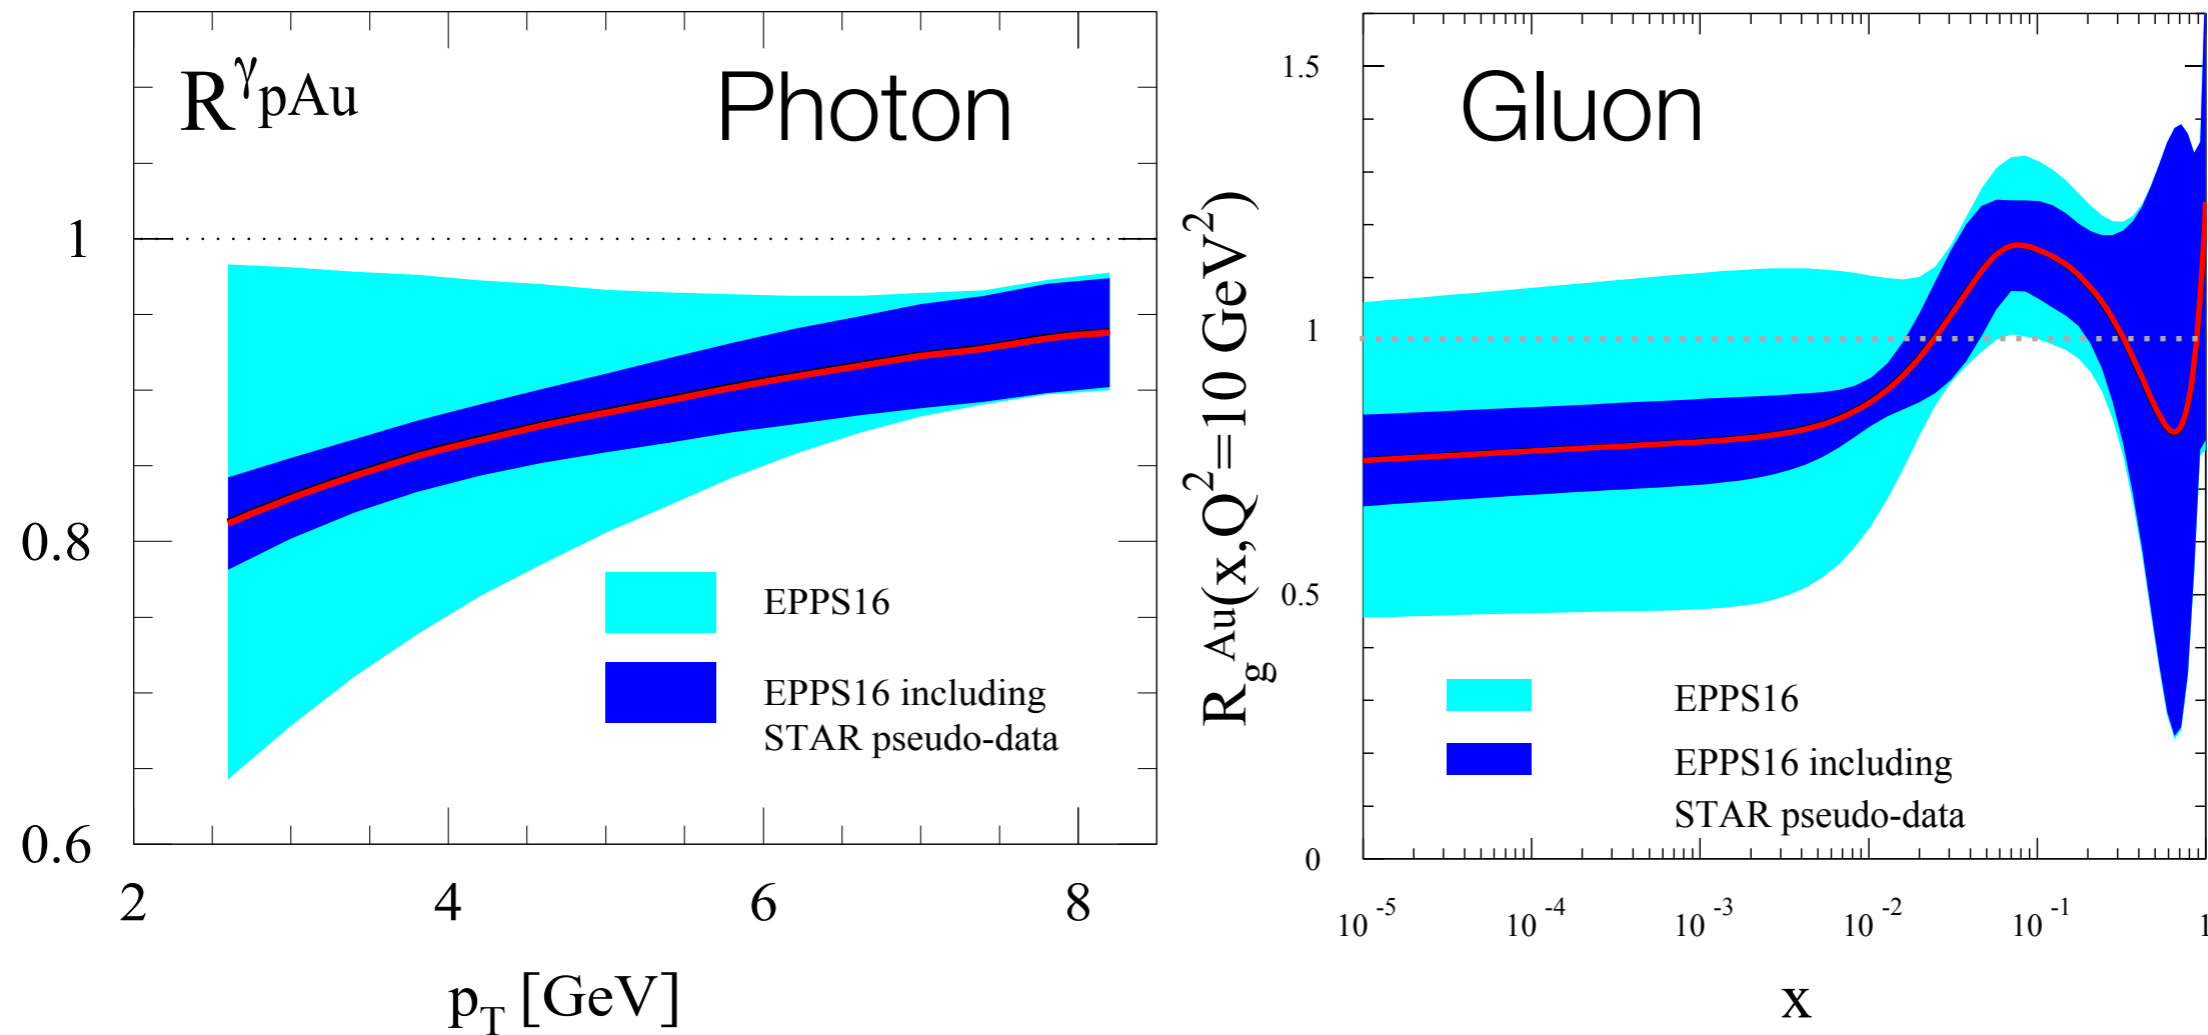 R^γ pAu
Photon
1
0.8
0.6
EPPS16
EPPS16 including
STAR pseudo-data
2 4 6 8
p_T [GeV]
Gluon
R_g^Au(x,Q^2=10 GeV^2)
1.5
1
0.5
0
EPPS16
EPPS16 including
STAR pseudo-data
10^-5 10^-4 10^-3 10^-2 10^-1 1
x